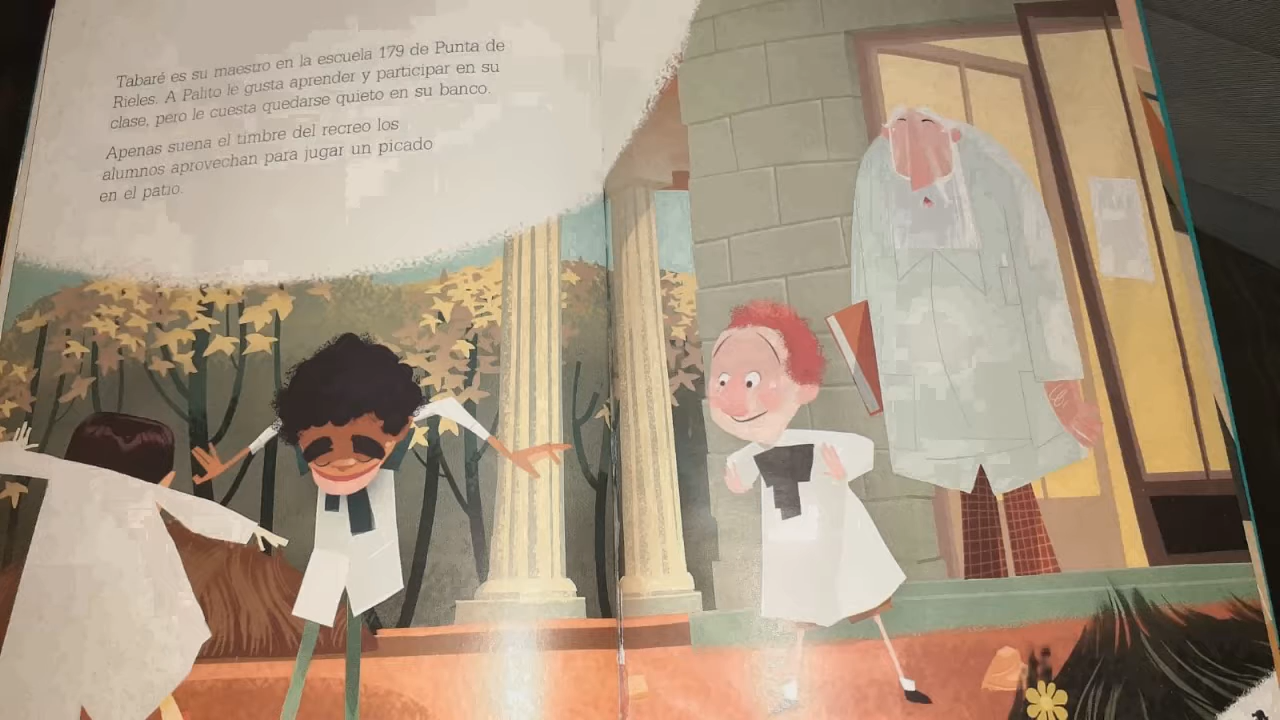 Tabaré es su maestro en la escuela 179 de Punta de
Rieles. A Palito le gusta aprender y participar en su
clase, pero le cuesta quedarse quieto en su banco.
Apenas suena el timbre del recreo los
alumnos aprovechan para jugar un picado
en el patio.